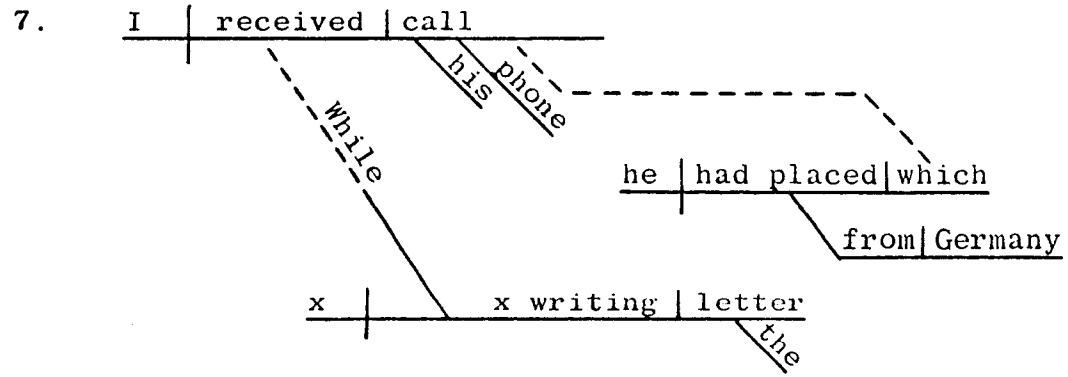 7. I received call
his phone
While
he had placed which
from Germany
x x writing letter
the